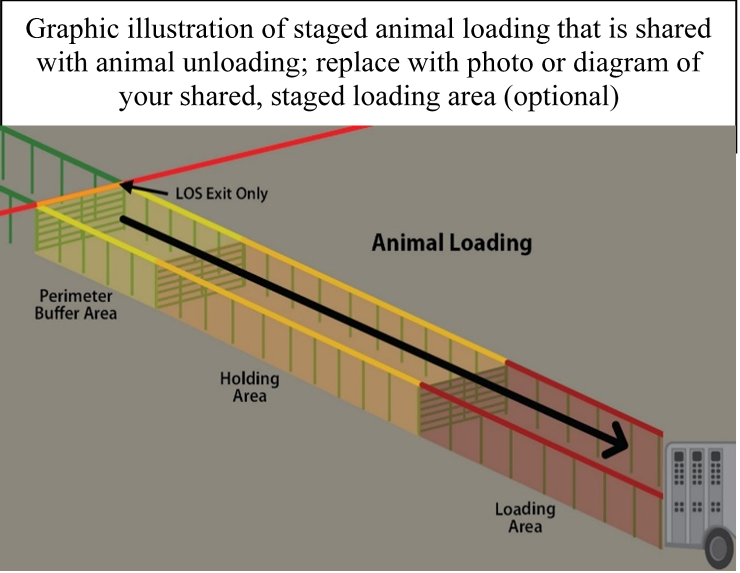 Graphic illustration of staged animal loading that is shared
with animal unloading; replace with photo or diagram of
your shared, staged loading area (optional)
LOS Exit Only
Animal Loading
Perimeter
Buffer Area
Holding
Area
Loading
Area